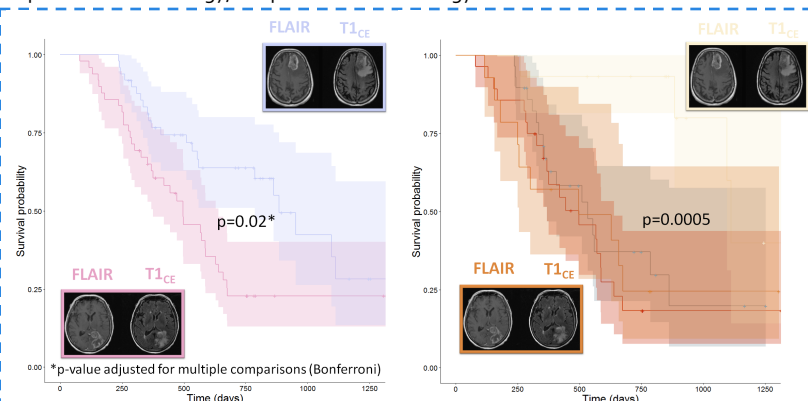 FLAIR T1CE
1.00
0.75
0.50
0.25
0.00
Survival probability
p=0.02*
FLAIR T1CE
*p-value adjusted for multiple comparisons (Bonferroni)
0 250 500 750 1000 1250
Time (days)
FLAIR T1CE
1.00
0.75
0.50
0.25
0.00
Survival probability
p=0.0005
FLAIR T1CE
0 250 500 750 1000 1250
Time (days)